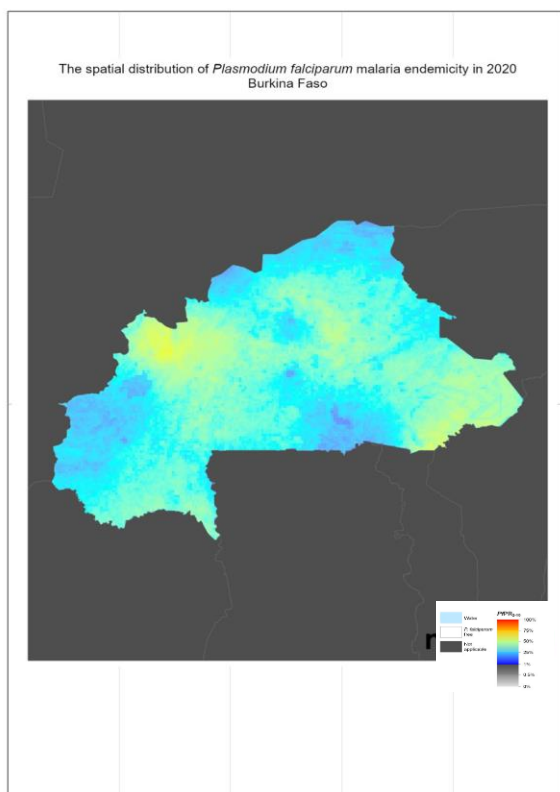 The spatial distribution of Plasmodium falciparum malaria endemicity in 2020
Burkina Faso
Water
P. falciparum
free
Not
applicable
100%
75%
50%
25%
1%
0.5%
0%